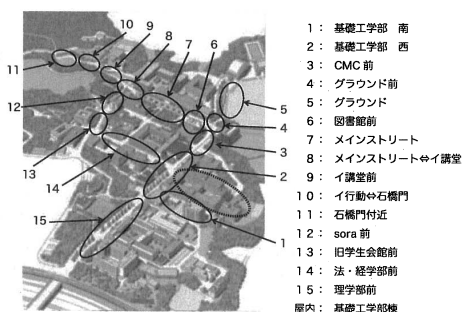 10
9
8
7
6
11
12
13
14
15
5
4
3
2
1
1： 基礎工学部 南
2： 基礎工学部 西
3： CMC 前
4： グラウンド前
5： グラウンド
6： 図書館前
7： メインストリート
8： メインストリート⇔イ講堂
9： イ講堂前
10： イ行動⇔石橋門
11： 石橋門付近
12： sora 前
13： 旧学生会館前
14： 法・経学部前
15： 理学部前
屋内： 基礎工学部棟